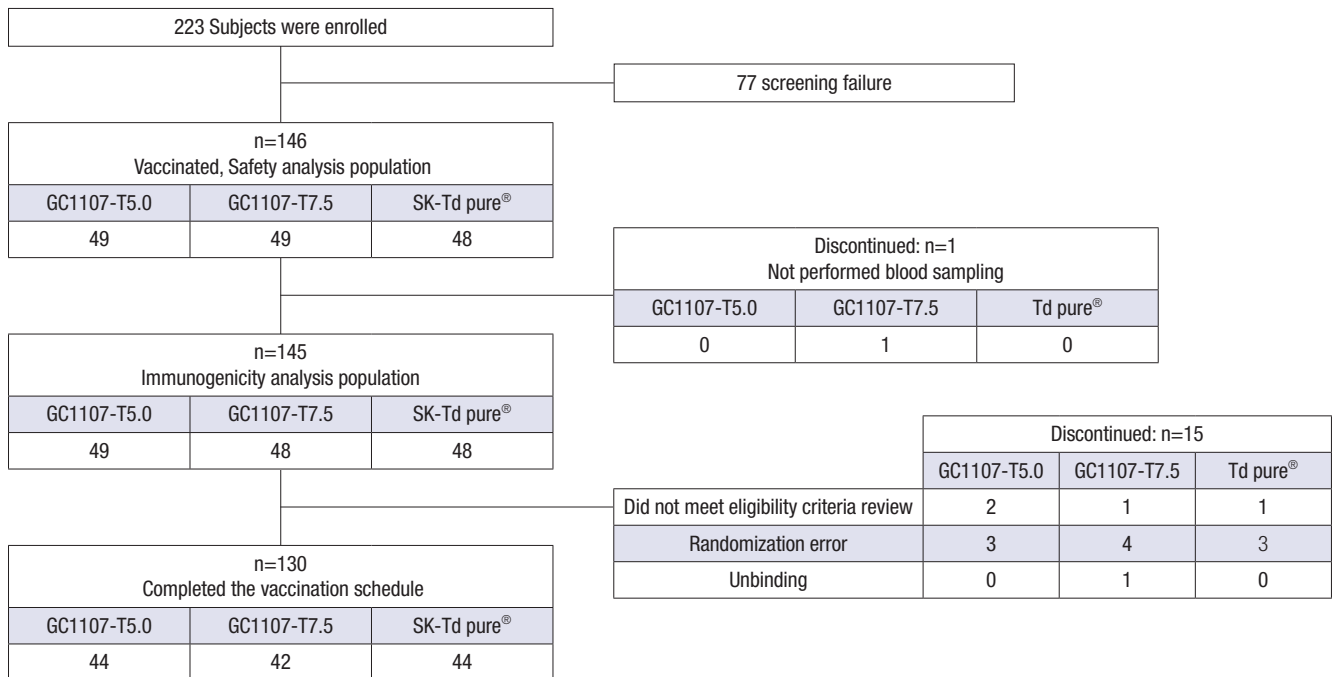 223 Subjects were enrolled
77 screening failure
n=146
Vaccinated, Safety analysis population
GC1107-T5.0 GC1107-T7.5 SK-Td pure®
49 49 48
Discontinued: n=1
Not performed blood sampling
GC1107-T5.0 GC1107-T7.5 Td pure®
0 1 0
n=145
Immunogenicity analysis population
GC1107-T5.0 GC1107-T7.5 SK-Td pure®
49 48 48
Discontinued: n=15
GC1107-T5.0 GC1107-T7.5 Td pure®
Did not meet eligibility criteria review 2 1 1
Randomization error 3 4 3
Unbinding 0 1 0
n=130
Completed the vaccination schedule
GC1107-T5.0 GC1107-T7.5 SK-Td pure®
44 42 44